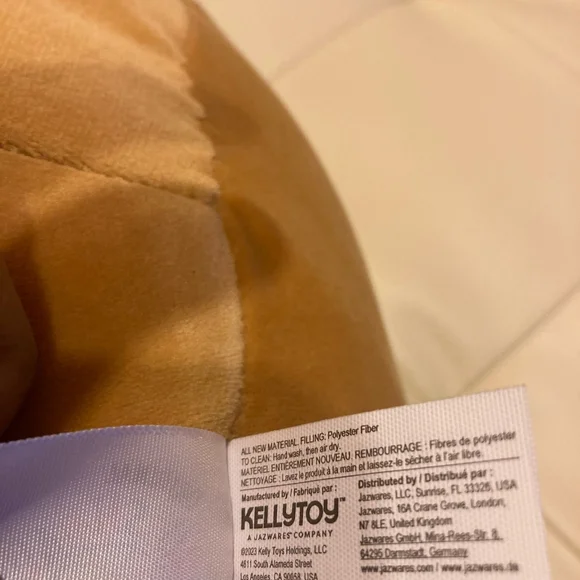 ALL NEW MATERIAL. FILLING: Polyester Fiber
TO CLEAN: Hand wash, then air dry.
MATÉRIEL ENTIÈREMENT NOUVEAU. REMBOURRAGE : Fibres de polyester
NETTOYAGE : Lavez le produit à la main et laissez-le sécher à l'air libre.
Manufactured by / Fabriqué par :
KELLYTOY™
A JAZWARES COMPANY
©2023 Kelly Toys Holdings, LLC
4811 South Alameda Street
Los Angeles, CA 90058, USA
Distributed by / Distribué par :
Jazwares, LLC, Sunrise, FL 33326, USA
Jazwares, 16A Crane Grove, London,
N7 8LE, United Kingdom
Jazwares GmbH, Mina-Rees-Str. 8,
64295 Darmstadt, Germany
www.jazwares.com / www.jazwares.de